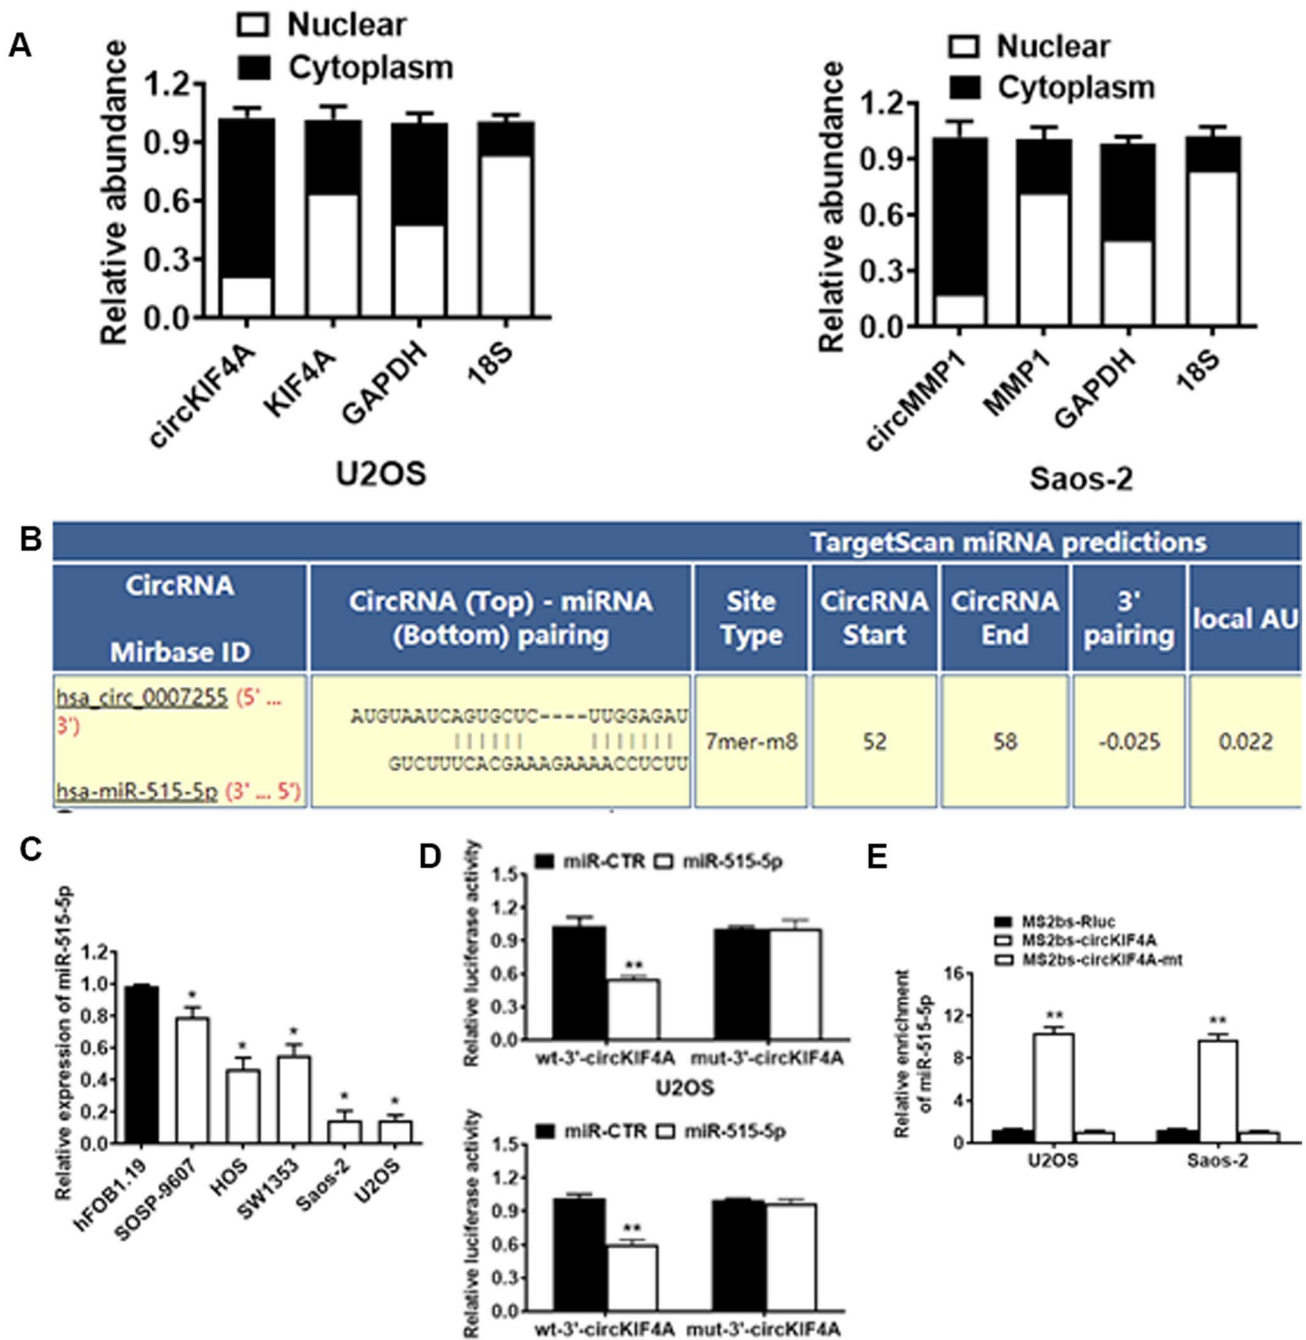 A
Nuclear
Cytoplasm
Relative abundance
1.2
0.9
0.6
0.3
0.0
circKIF4A
KIF4A
GAPDH
18S
U2OS
Nuclear
Cytoplasm
Relative abundance
1.2
0.9
0.6
0.3
0.0
circMMP1
MMP1
GAPDH
18S
Saos-2
B
TargetScan miRNA predictions
CircRNA
Mirbase ID
CircRNA (Top) - miRNA
(Bottom) pairing
Site
Type
CircRNA
Start
CircRNA
End
3'
pairing
local AU
hsa_circ_0007255 (5' ...
3')
hsa-miR-515-5p (3' .... 5')
AUGUAAUCAGUGCUC----UUGGAGAU
GUCUUUCACGAAAGAAAACCUCUU
7mer-m8
52
58
-0.025
0.022
C
Relative expression of miR-515-5p
1.2
1.0
0.8
0.6
0.4
0.2
0.0
*
*
*
*
*
hFOB1.19
SOSP-9607
HOS
SW1353
Saos-2
U2OS
D
miR-CTR miR-515-5p
Relative luciferase activity
1.5
1.2
0.9
0.6
0.3
0.0
**
wt-3'-circKIF4A mut-3'-circKIF4A
U2OS
miR-CTR miR-515-5p
Relative luciferase activity
1.5
1.2
0.9
0.6
0.3
0.0
**
wt-3'-circKIF4A mut-3'-circKIF4A
E
MS2bs-Rluc
MS2bs-circKIF4A
MS2bs-circKIF4A-mt
Relative enrichment
of miR-515-5p
16
12
8
4
0
**
**
U2OS
Saos-2